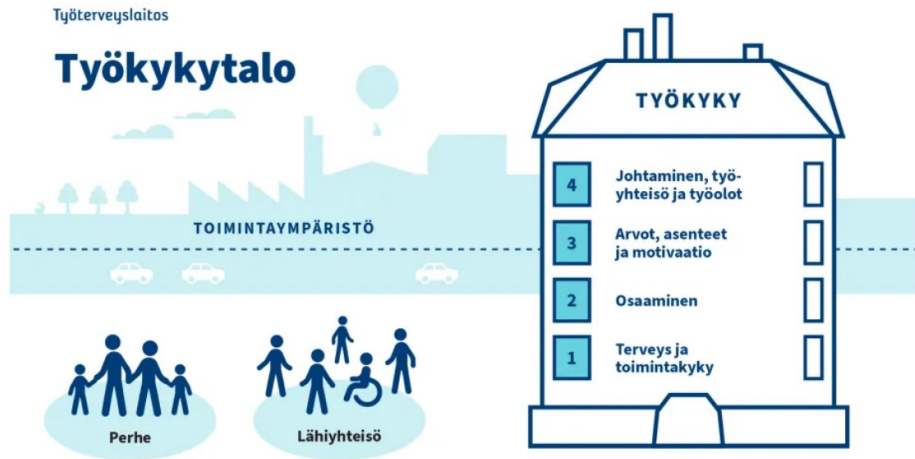 Työterveyslaitos
Työkykytalo
TYÖKYKY
4
Johtaminen, työ-
yhteisö ja työolot
3
Arvot, asenteet
ja motivaatio
2
Osaaminen
1
Terveys ja
toimintakyky
TOIMINTAYMPÄRISTÖ
Perhe
Lähiyhteisö